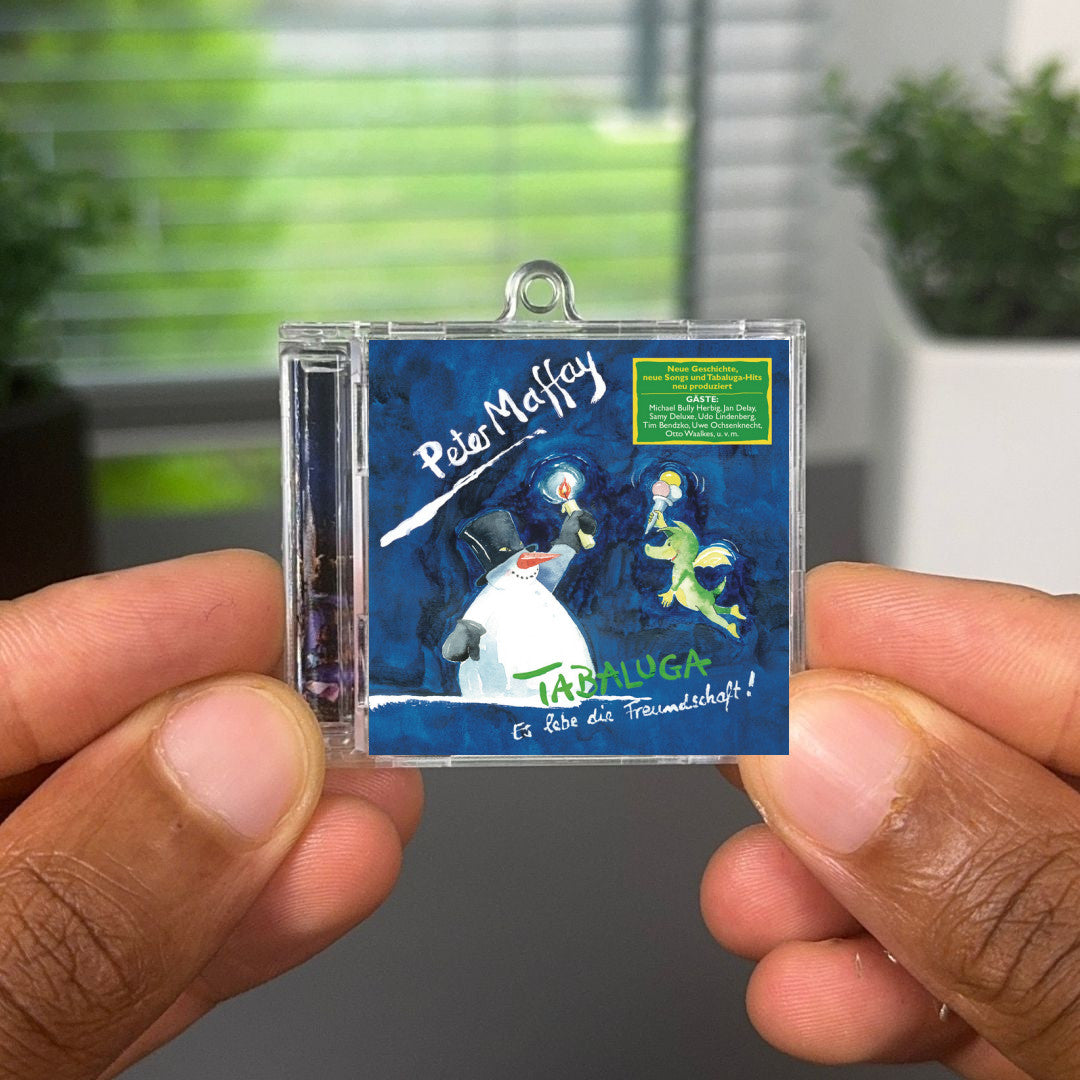 Peter Maffay
Neue Geschichte,
neue Songs und Tabaluga-Hits
neu produziert
GÄSTE:
Michael Bully Herbig, Jan Delay,
Samy Deluxe, Udo Lindenberg,
Tim Bendzko, Uwe Ochsenknecht,
Otto Waalkes, u. v. m.
TABALUGA
Es lebe die Freundschaft!